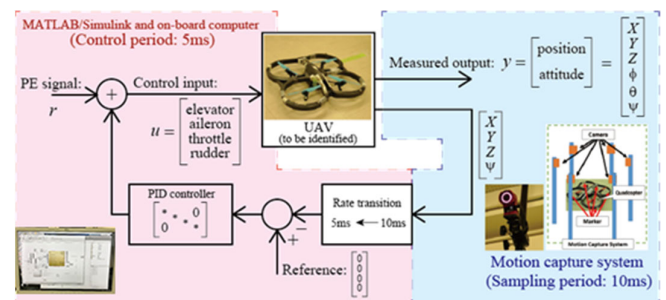 MATLAB/Simulink and on-board computer
(Control period: 5ms)
PE signal:
r
+
Control input:
u = [elevator
aileron
throttle
rudder]
UAV
(to be identified)
Measured output: y = [position
attitude] = [X
Y
Z
ϕ
θ
Ψ]
[X
Y
Z
Ψ]
PID controller
[* 0
*
*
0 *]
+ −
Rate transition
5ms ← 10ms
Reference: [0
0
0
0]
Camera
Quadcopter
Marker
Motion Capture System
Motion capture system
(Sampling period: 10ms)